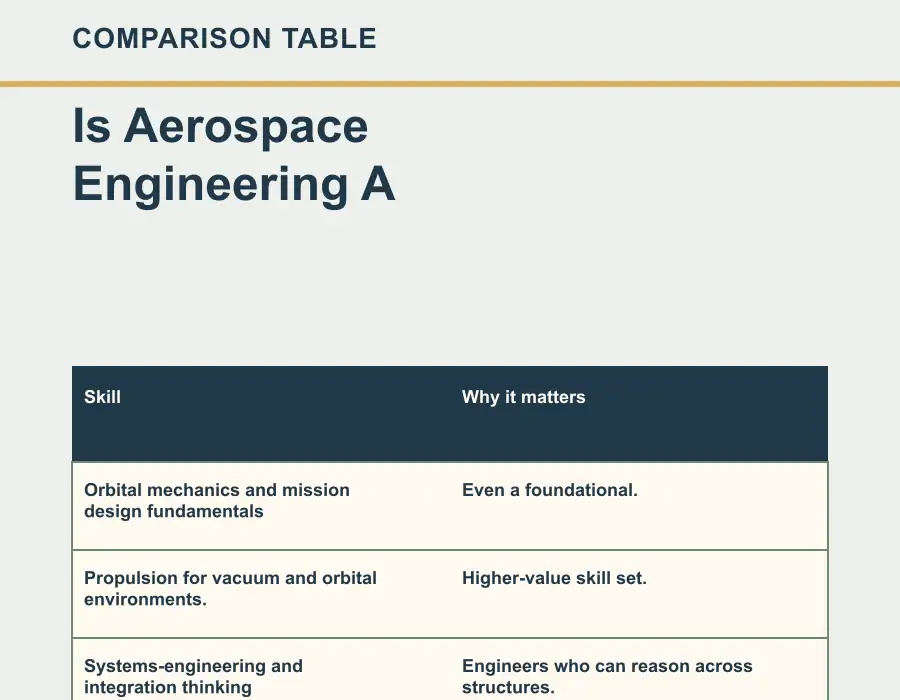 COMPARISON TABLE
Is Aerospace
Engineering A
Skill
Why it matters
Orbital mechanics and mission
design fundamentals
Even a foundational.
Propulsion for vacuum and orbital
environments.
Higher-value skill set.
Systems-engineering and
integration thinking
Engineers who can reason across
structures.